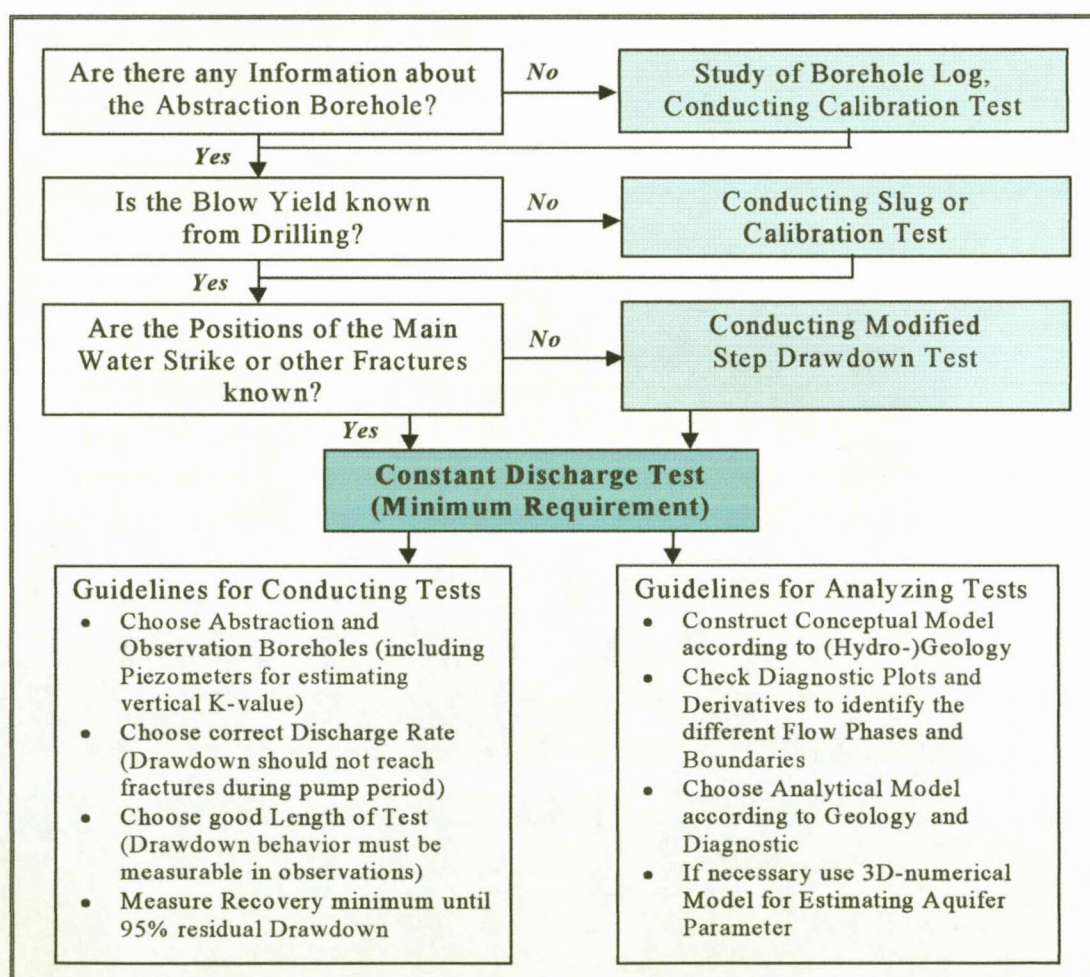 Are there any Information about
the Abstraction Borehole?
No
Study of Borehole Log,
Conducting Calibration Test
Yes
Is the Blow Yield known
from Drilling?
No
Conducting Slug or
Calibration Test
Yes
Are the Positions of the Main
Water Strike or other Fractures
known?
No
Conducting Modified
Step Drawdown Test
Yes
Constant Discharge Test
(Minimum Requirement)
Guidelines for Conducting Tests
• Choose Abstraction and
Observation Boreholes (including
Piezometers for estimating
vertical K-value)
• Choose correct Discharge Rate
(Drawdown should not reach
fractures during pump period)
• Choose good Length of Test
(Drawdown behavior must be
measurable in observations)
• Measure Recovery minimum until
95% residual Drawdown
Guidelines for Analyzing Tests
• Construct Conceptual Model
according to (Hydro-)Geology
• Check Diagnostic Plots and
Derivatives to identify the
different Flow Phases and
Boundaries
• Choose Analytical Model
according to Geology and
Diagnostic
• If necessary use 3D-numerical
Model for Estimating Aquifer
Parameter